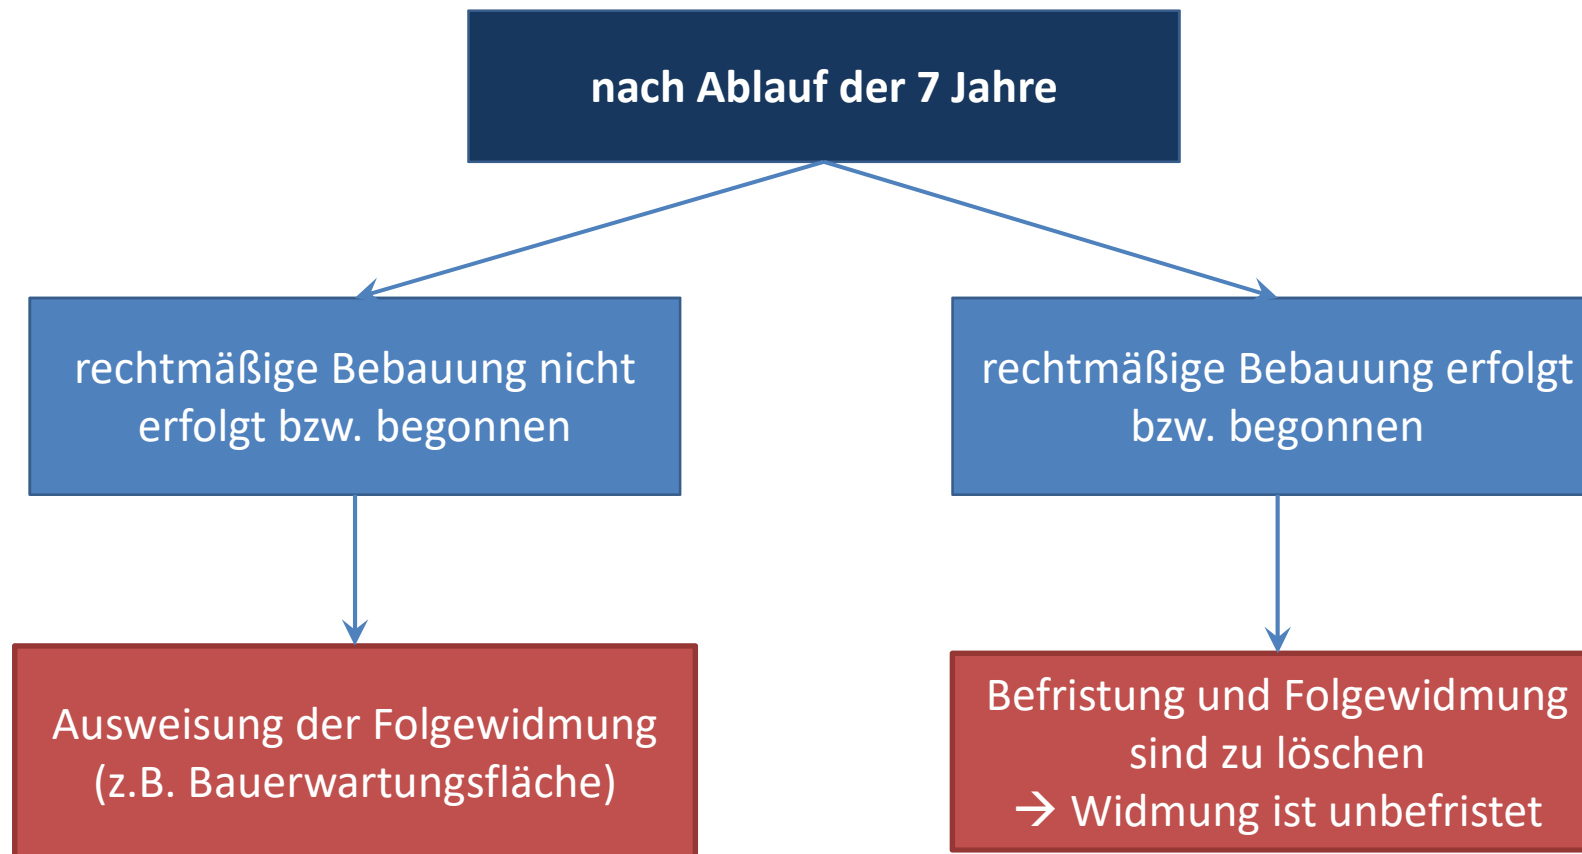 nach Ablauf der 7 Jahre
rechtmäßige Bebauung nicht
erfolgt bzw. begonnen
rechtmäßige Bebauung erfolgt
bzw. begonnen
Ausweisung der Folgewidmung
(z.B. Bauerwartungsfläche)
Befristung und Folgewidmung
sind zu löschen
→ Widmung ist unbefristet